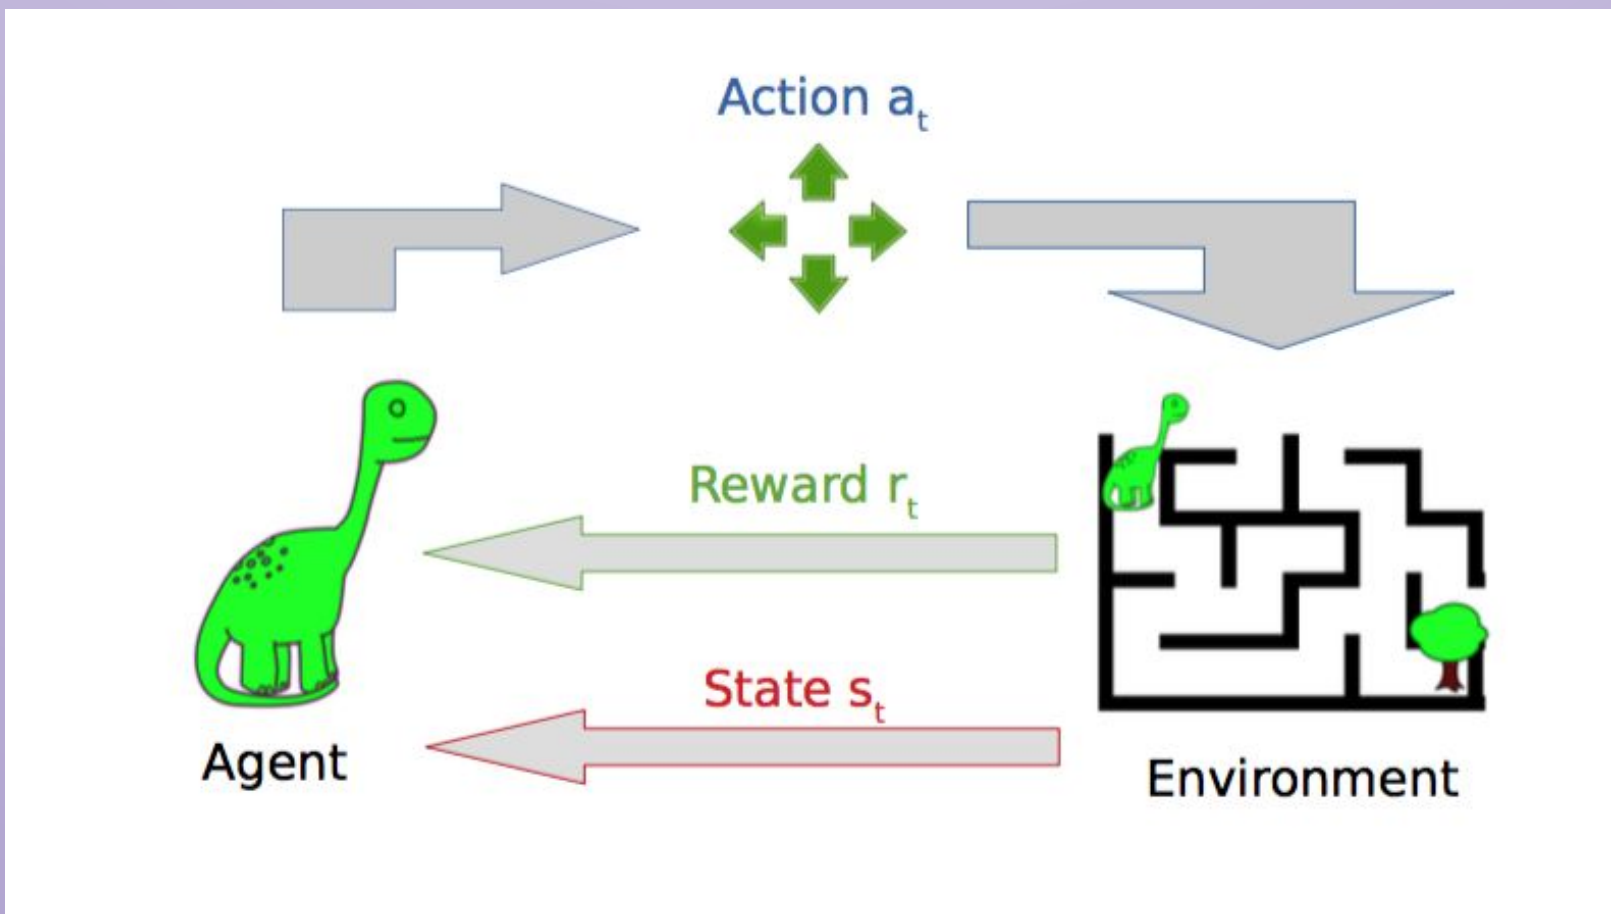 Action a_t
Reward r_t
State s_t
Agent
Environment